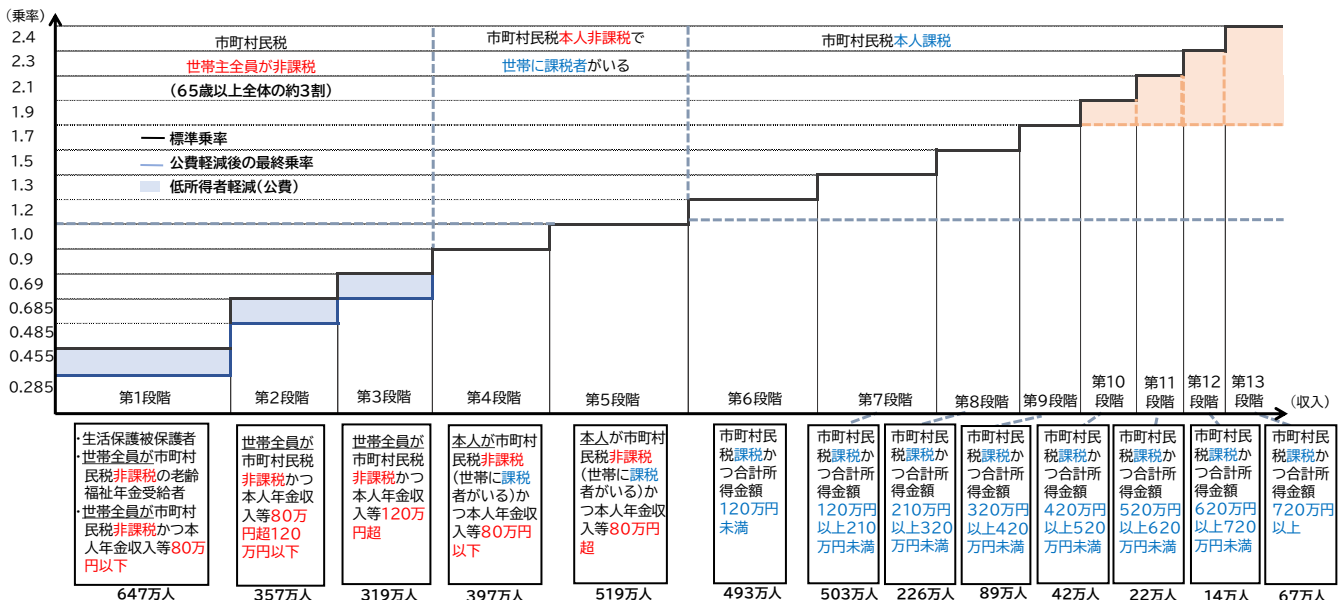 (乗率)
2.4
2.3
2.1
1.9
1.7
1.5
1.3
1.2
1.0
0.9
0.69
0.685
0.485
0.455
0.285
市町村民税
世帯主全員が非課税
(65歳以上全体の約3割)
市町村民税本人非課税で
世帯に課税者がいる
市町村民税本人課税
標準乗率
公費軽減後の最終乗率
低所得者軽減(公費)
第1段階
第2段階
第3段階
第4段階
第5段階
第6段階
第7段階
第8段階
第9段階
第10
段階
第11
段階
第12
段階
第13
段階
(収入)
・生活保護被保護者
・世帯全員が市町村
民税非課税の老齢
福祉年金受給者
・世帯全員が市町村
民税非課税かつ本
人年金収入等80万
円以下
世帯全員が
市町村民税
非課税かつ
本人年金収
入等80万
円超120
万円以下
世帯全員が
市町村民税
非課税かつ
本人年金収
入等120万
円超
本人が市町村
民税非課税
(世帯に課税
者がいる)か
つ本人年金収
入等80万円
以下
本人が市町村
民税非課税
(世帯に課税
者がいる)か
つ本人年金収
入等80万円
超
市町村民
税課税か
つ合計所
得金額
120万円
未満
市町村民
税課税か
つ合計所
得金額
120万円
以上210
万円未満
市町村民
税課税か
つ合計所
得金額
210万円
以上320
万円未満
市町村民
税課税か
つ合計所
得金額
320万円
以上420
万円未満
市町村民
税課税か
つ合計所
得金額
420万円
以上520
万円未満
市町村民
税課税か
つ合計所
得金額
520万円
以上620
万円未満
市町村民
税課税か
つ合計所
得金額
620万円
以上720
万円未満
市町村民
税課税か
つ合計所
得金額
720万円
以上
647万人
357万人
319万人
397万人
519万人
493万人
503万人
226万人
89万人
42万人
22万人
14万人
67万人